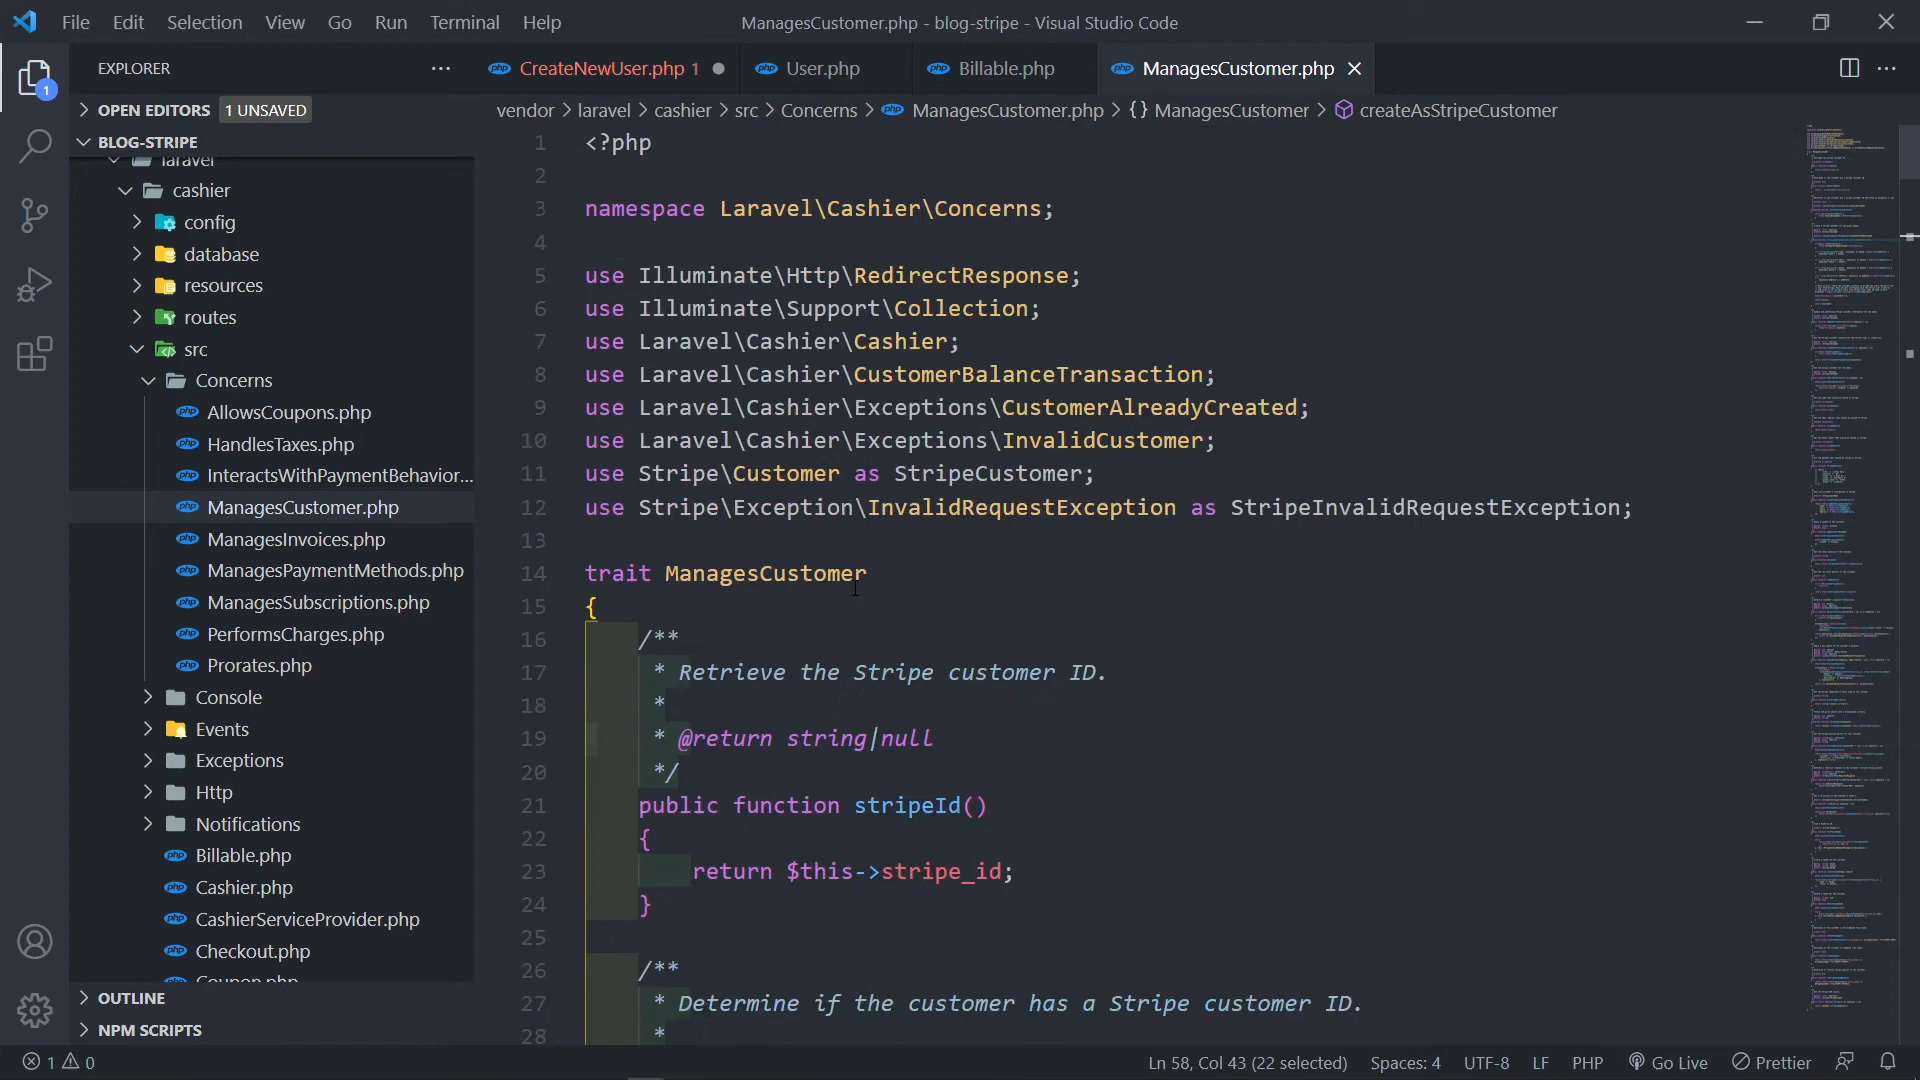 File Edit Selection View Go Run Terminal Help
ManagesCustomer.php - blog-stripe - Visual Studio Code
EXPLORER
CreateNewUser.php 1
User.php
Billable.php
ManagesCustomer.php
OPEN EDITORS 1 UNSAVED
vendor > laravel > cashier > src > Concerns > ManagesCustomer.php > {} ManagesCustomer > createAsStripeCustomer
BLOG-STRIPE
laravel
cashier
config
database
resources
routes
src
Concerns
AllowsCoupons.php
HandlesTaxes.php
InteractsWithPaymentBehavior...
ManagesCustomer.php
ManagesInvoices.php
ManagesPaymentMethods.php
ManagesSubscriptions.php
PerformsCharges.php
Prorates.php
Console
Events
Exceptions
Http
Notifications
Billable.php
Cashier.php
CashierServiceProvider.php
Checkout.php
Coupon.php
OUTLINE
NPM SCRIPTS
1
1 <?php
2
3 namespace Laravel\Cashier\Concerns;
4
5 use Illuminate\Http\RedirectResponse;
6 use Illuminate\Support\Collection;
7 use Laravel\Cashier\Cashier;
8 use Laravel\Cashier\CustomerBalanceTransaction;
9 use Laravel\Cashier\Exceptions\CustomerAlreadyCreated;
10 use Laravel\Cashier\Exceptions\InvalidCustomer;
11 use Stripe\Customer as StripeCustomer;
12 use Stripe\Exception\InvalidRequestException as StripeInvalidRequestException;
13
14 trait ManagesCustomer
15 {
16 /**
17 * Retrieve the Stripe customer ID.
18 *
19 * @return string|null
20 */
21 public function stripeId()
22 {
23 return $this->stripe_id;
24 }
25
26 /**
27 * Determine if the customer has a Stripe customer ID.
28 *
1 0
Ln 58, Col 43 (22 selected) Spaces: 4 UTF-8 LF PHP Go Live Prettier